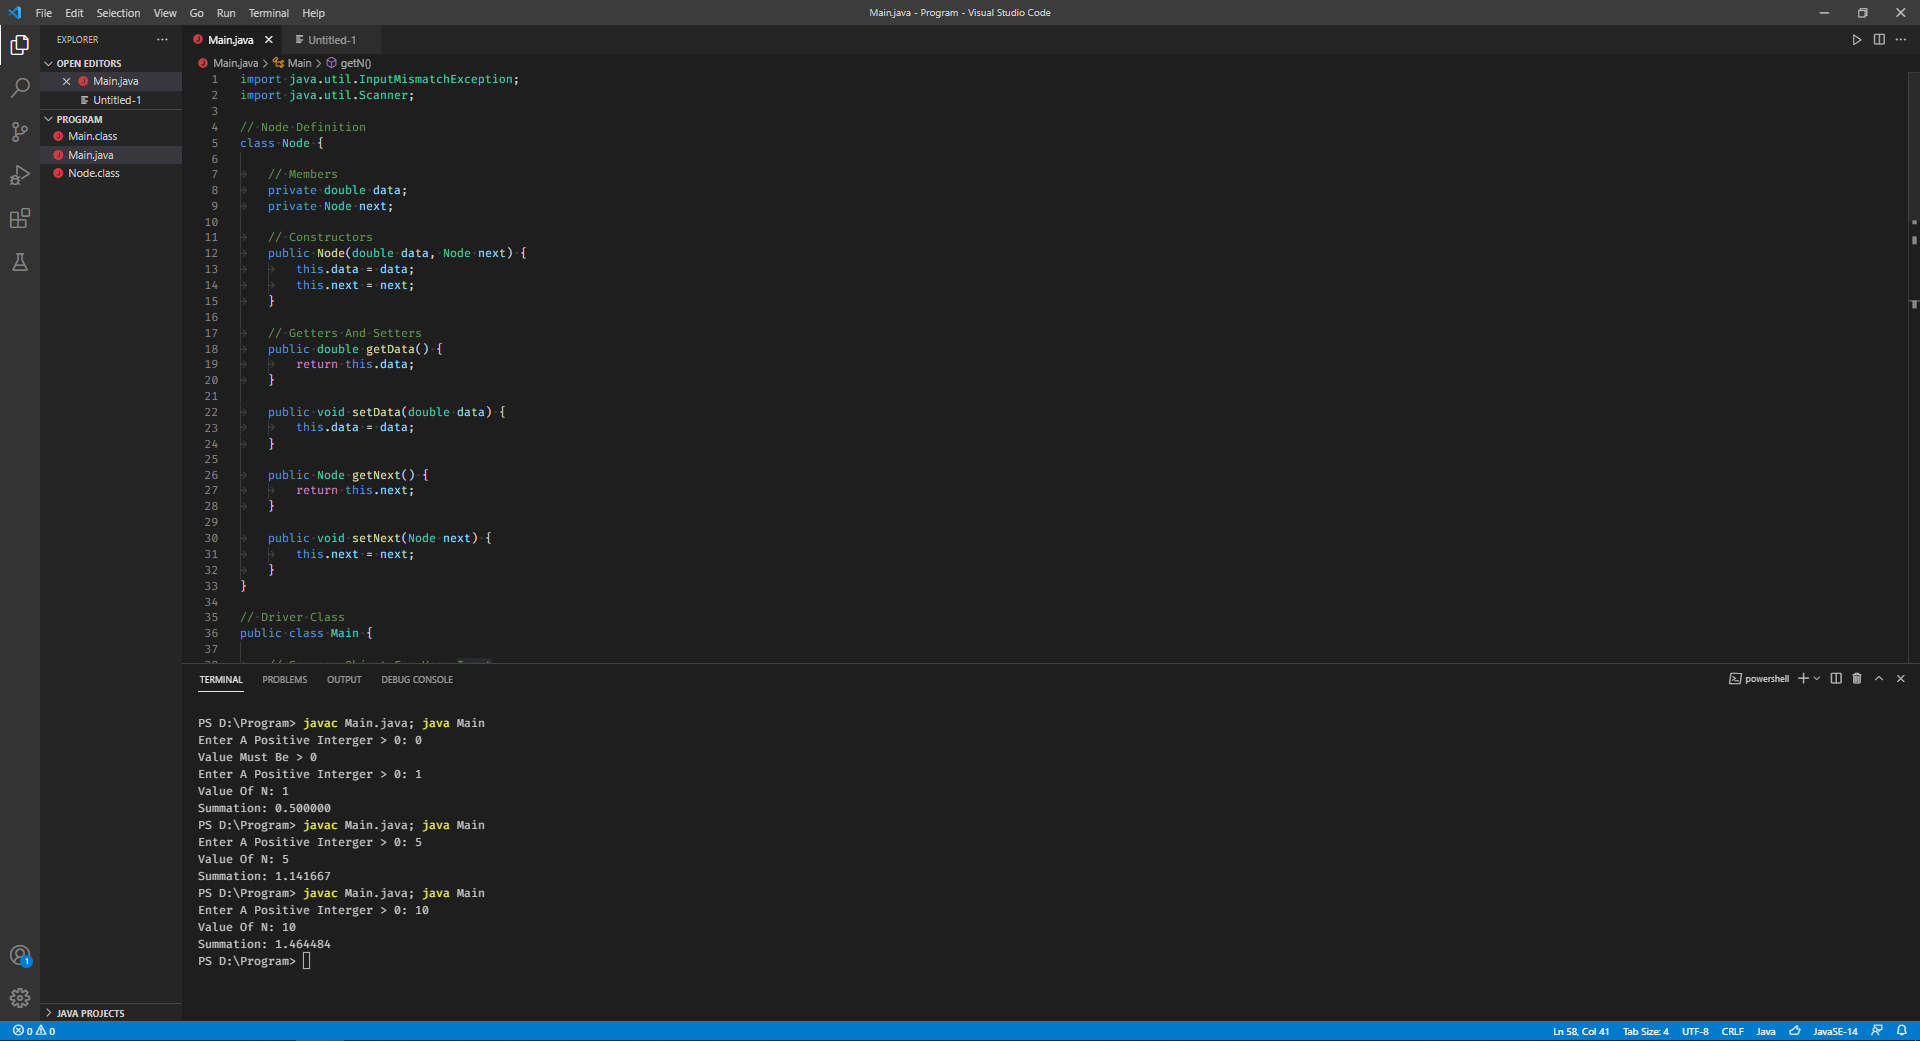 File Edit Selection View Go Run Terminal Help
Main.java - Program - Visual Studio Code
EXPLORER
OPEN EDITORS
Main.java
Untitled-1
PROGRAM
Main.class
Main.java
Node.class
JAVA PROJECTS
Main.java Untitled-1
Main.java > Main > getN()
1 import java.util.InputMismatchException;
2 import java.util.Scanner;
3
4 // Node Definition
5 class Node {
6
7 // Members
8 private double data;
9 private Node next;
10
11 // Constructors
12 public Node(double data, Node next) {
13 this.data = data;
14 this.next = next;
15 }
16
17 // Getters And Setters
18 public double getData() {
19 return this.data;
20 }
21
22 public void setData(double data) {
23 this.data = data;
24 }
25
26 public Node getNext() {
27 return this.next;
28 }
29
30 public void setNext(Node next) {
31 this.next = next;
32 }
33 }
34
35 // Driver Class
36 public class Main {
37
TERMINAL PROBLEMS OUTPUT DEBUG CONSOLE
powershell
PS D:\Program> javac Main.java; java Main
Enter A Positive Interger > 0: 0
Value Must Be > 0
Enter A Positive Interger > 0: 1
Value Of N: 1
Summation: 0.500000
PS D:\Program> javac Main.java; java Main
Enter A Positive Interger > 0: 5
Value Of N: 5
Summation: 1.141667
PS D:\Program> javac Main.java; java Main
Enter A Positive Interger > 0: 10
Value Of N: 10
Summation: 1.464484
PS D:\Program>
1
0 0
Ln 58, Col 41 Tab Size: 4 UTF-8 CRLF Java JavaSE-14